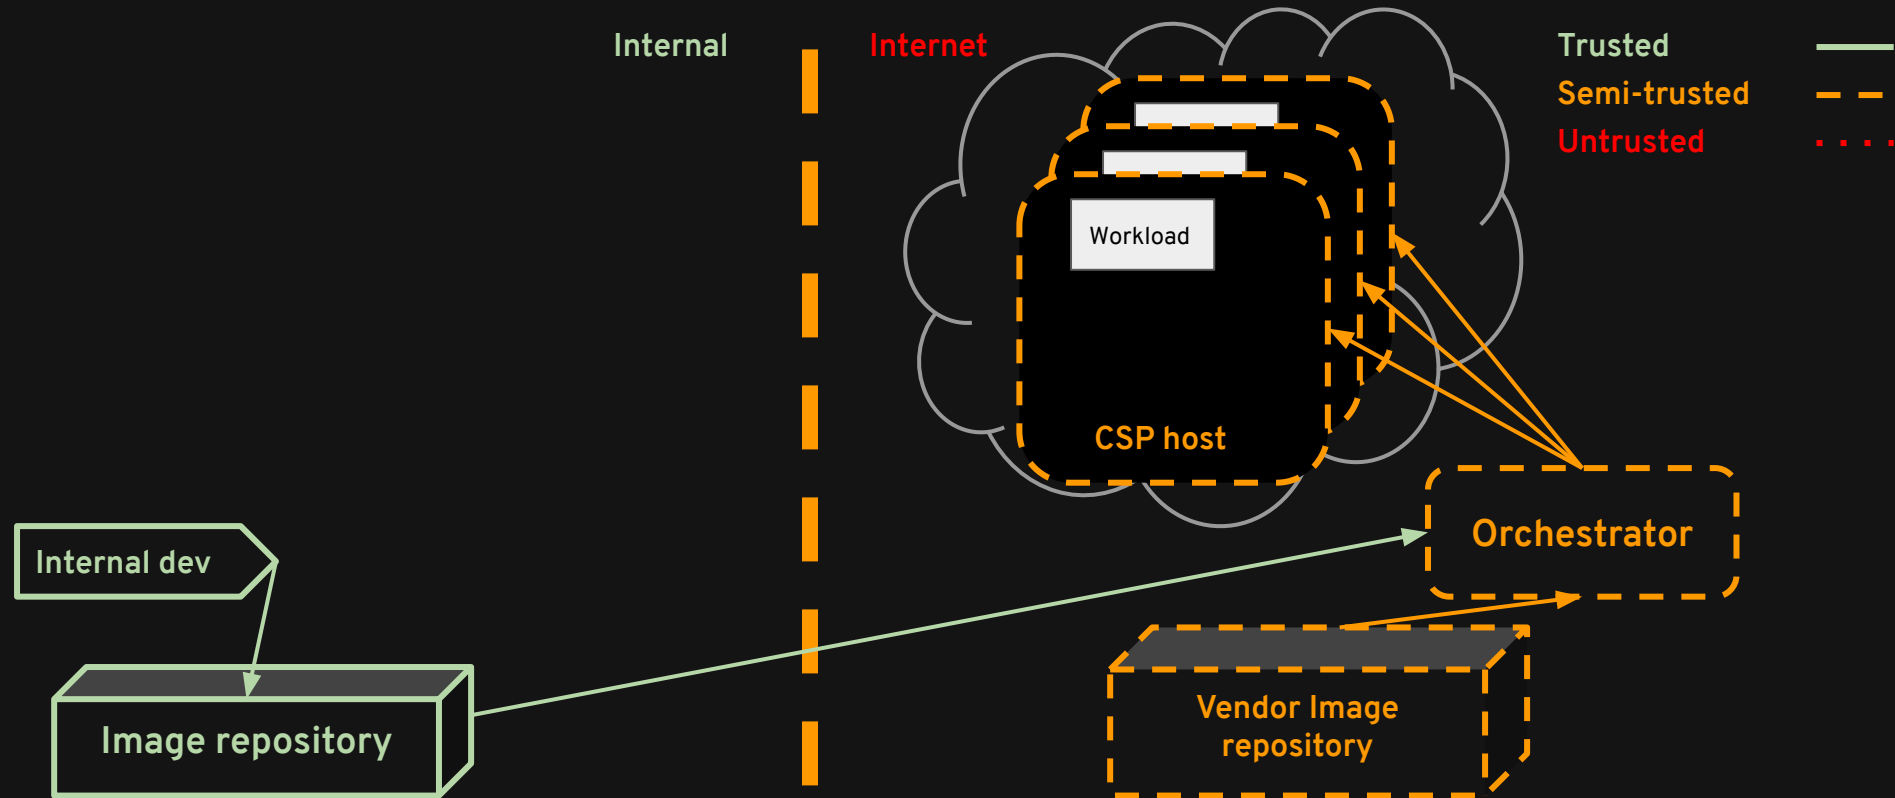 Internal
Internet
Trusted
Semi-trusted
Untrusted
Workload
CSP host
Orchestrator
Internal dev
Image repository
Vendor Image
repository